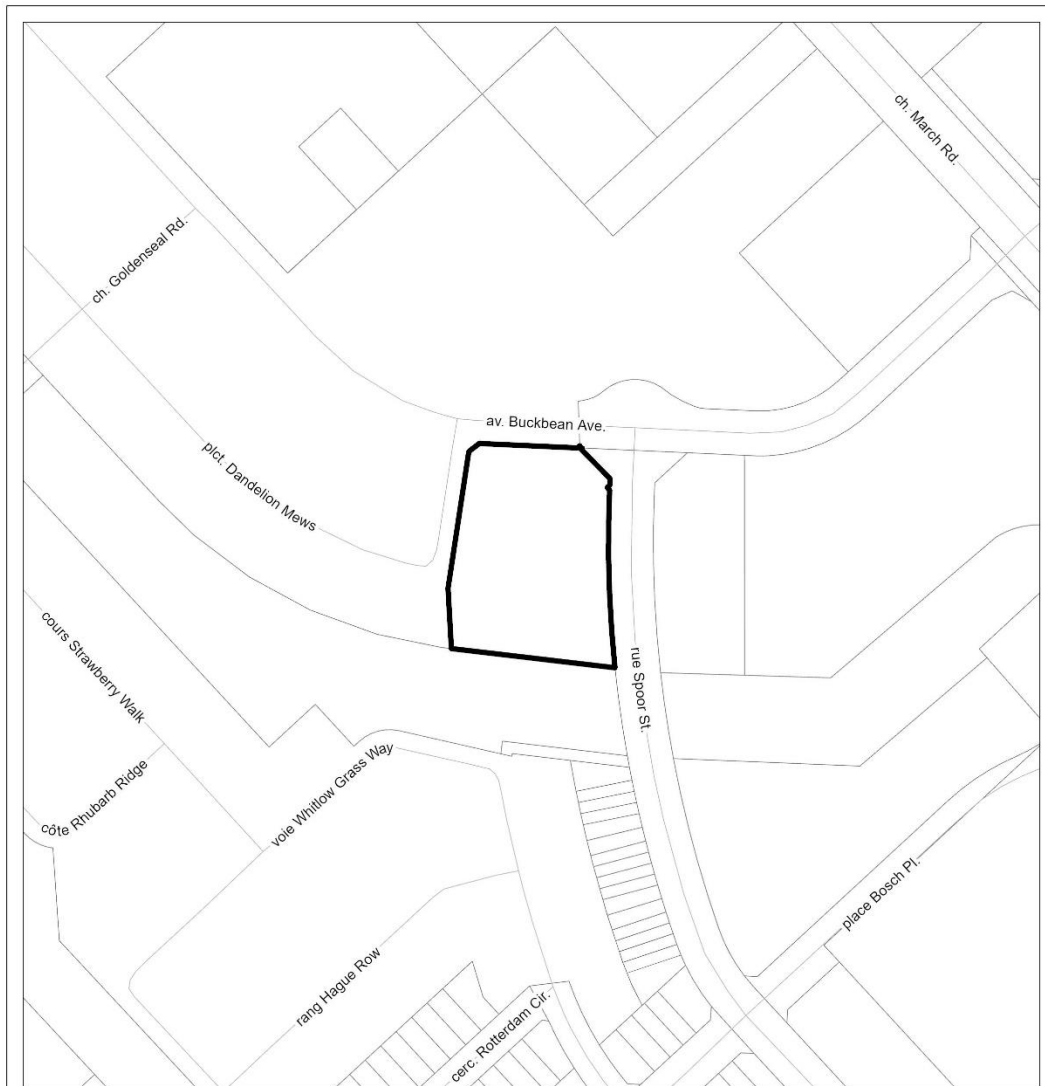 ch. March Rd.
ch. Goldenseal Rd.
av. Buckbean Ave.
plct. Dandelion Mews
cours Strawberry Walk
rue Spoor St.
voie Whitlow Grass Way
côte Rhubarb Ridge
place Bosch Pl.
rang Hague Row
cerc. Rotterdam Cir.